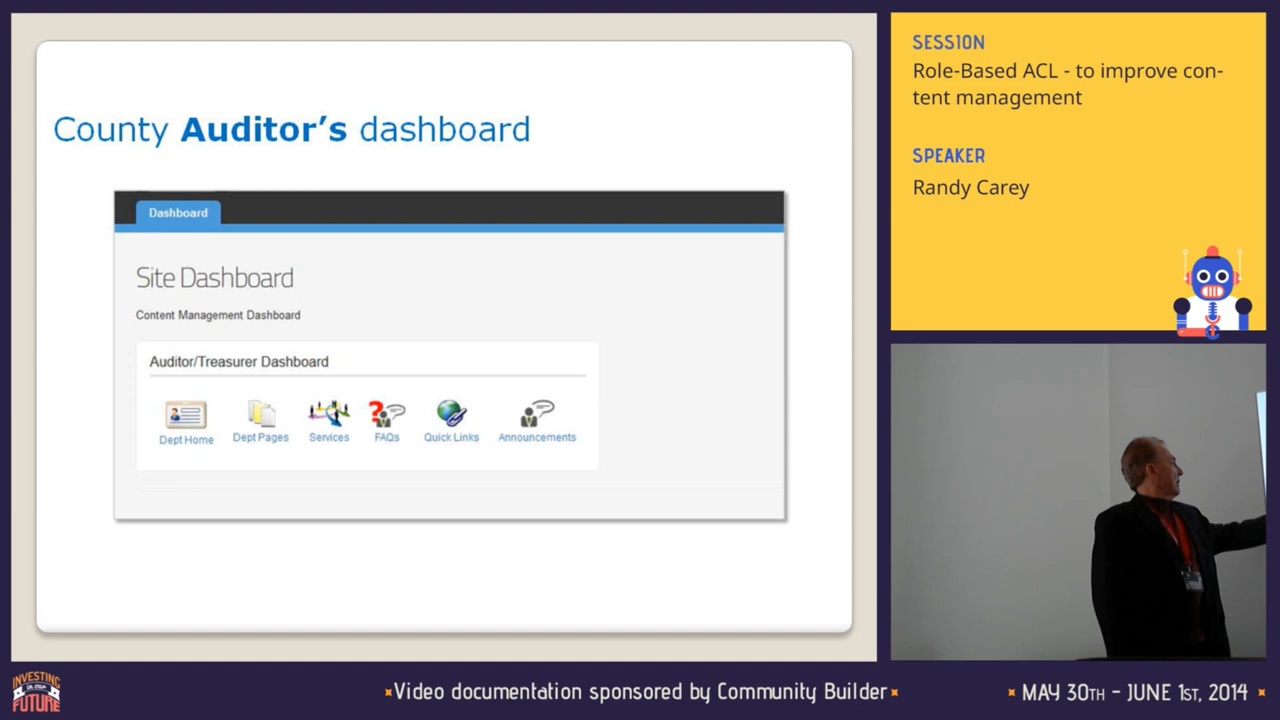 County Auditor's dashboard
Dashboard
Site Dashboard
Content Management Dashboard
Auditor/Treasurer Dashboard
Dept Home
Dept Pages
Services
FAQs
Quick Links
Announcements
SESSION
Role-Based ACL - to improve con-
tent management
SPEAKER
Randy Carey
INVESTING
IN OUR
FUTURE
Video documentation sponsored by Community Builder
MAY 30TH - JUNE 1ST, 2014